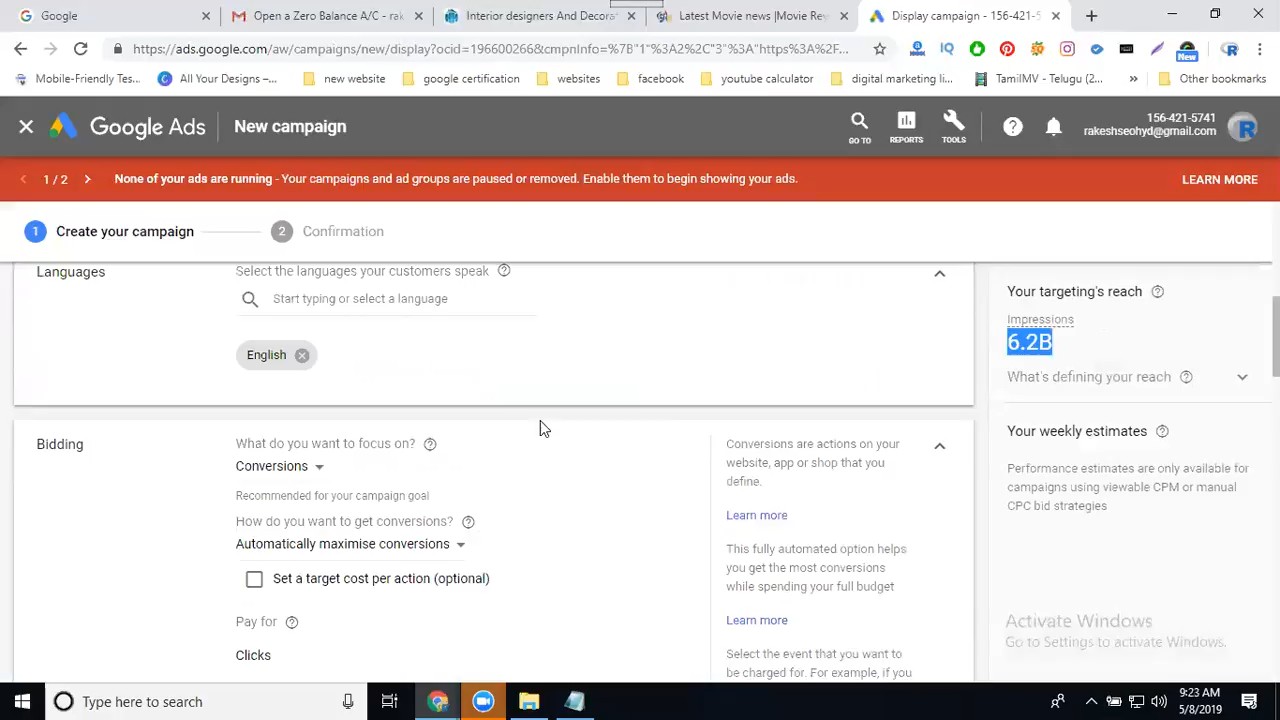 Google
Open a Zero Balance A/C - rak
Interior designers And Decorat
Latest Movie news |Movie Rev
Display campaign - 156-421-5
https://ads.google.com/aw/campaigns/new/display?ocid=196600266&cmpnInfo=%7B"1"%3A2%2C"3"%3A"https%3A%2F...
New
Mobile-Friendly Tes...
All Your Designs –...
new website
google certification
websites
facebook
youtube calculator
digital marketing li...
TamilMV - Telugu (2...
Other bookmarks
Google Ads
New campaign
GO TO
REPORTS
TOOLS
156-421-5741
rakeshseohyd@gmail.com
1 / 2
None of your ads are running - Your campaigns and ad groups are paused or removed. Enable them to begin showing your ads.
LEARN MORE
1 Create your campaign
2 Confirmation
Languages
Select the languages your customers speak
Start typing or select a language
English
Bidding
What do you want to focus on?
Conversions
Recommended for your campaign goal
How do you want to get conversions?
Automatically maximise conversions
Set a target cost per action (optional)
Pay for
Clicks
Conversions are actions on your
website, app or shop that you
define.
Learn more
This fully automated option helps
you get the most conversions
while spending your full budget
Learn more
Select the event that you want to
be charged for. For example, if you
Your targeting's reach
Impressions
6.2B
What's defining your reach
Your weekly estimates
Performance estimates are only available for
campaigns using viewable CPM or manual
CPC bid strategies
Activate Windows
Go to Settings to activate Windows.
Type here to search
9:23 AM
5/8/2019